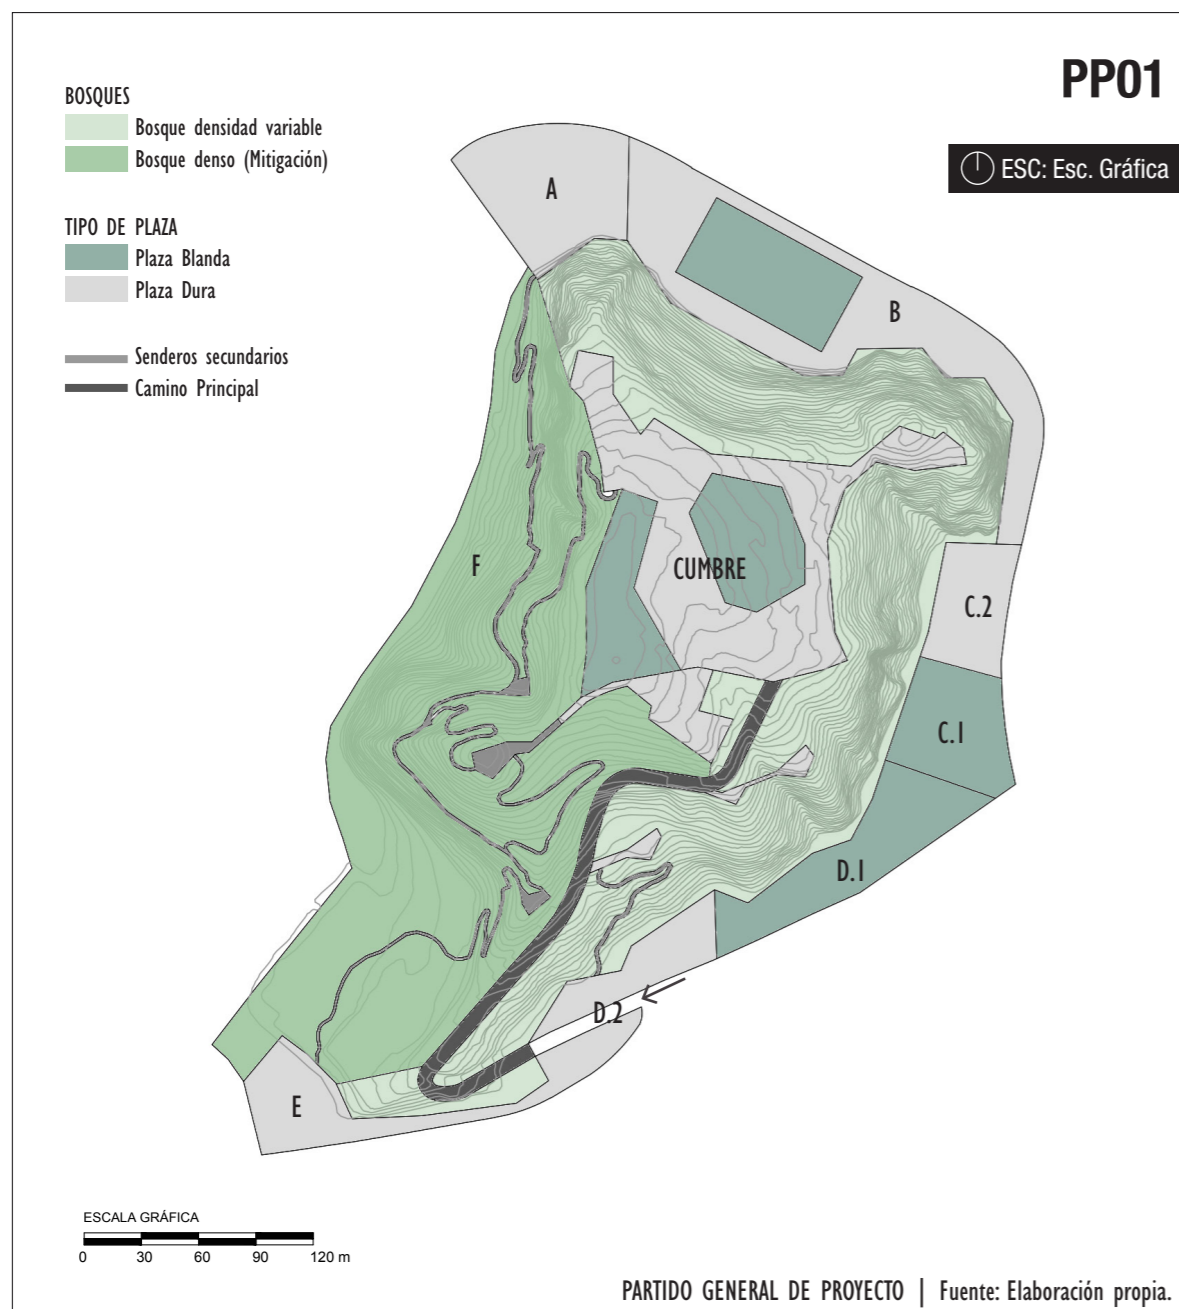 PP01
ESC: Esc. Gráfica
BOSQUES
Bosque densidad variable
Bosque denso (Mitigación)
TIPO DE PLAZA
Plaza Blanda
Plaza Dura
Senderos secundarios
Camino Principal
A
B
F
CUMBRE
C.2
C.1
D.1
D.2
E
ESCALA GRÁFICA
0 30 60 90 120 m
PARTIDO GENERAL DE PROYECTO | Fuente: Elaboración propia.